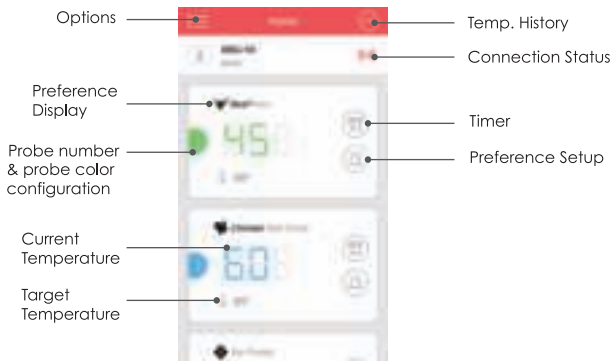 Options
Temp. History
Connection Status
Preference
Display
Timer
Probe number
& probe color
configuration
Preference Setup
45
Current
Temperature
60
Target
Temperature